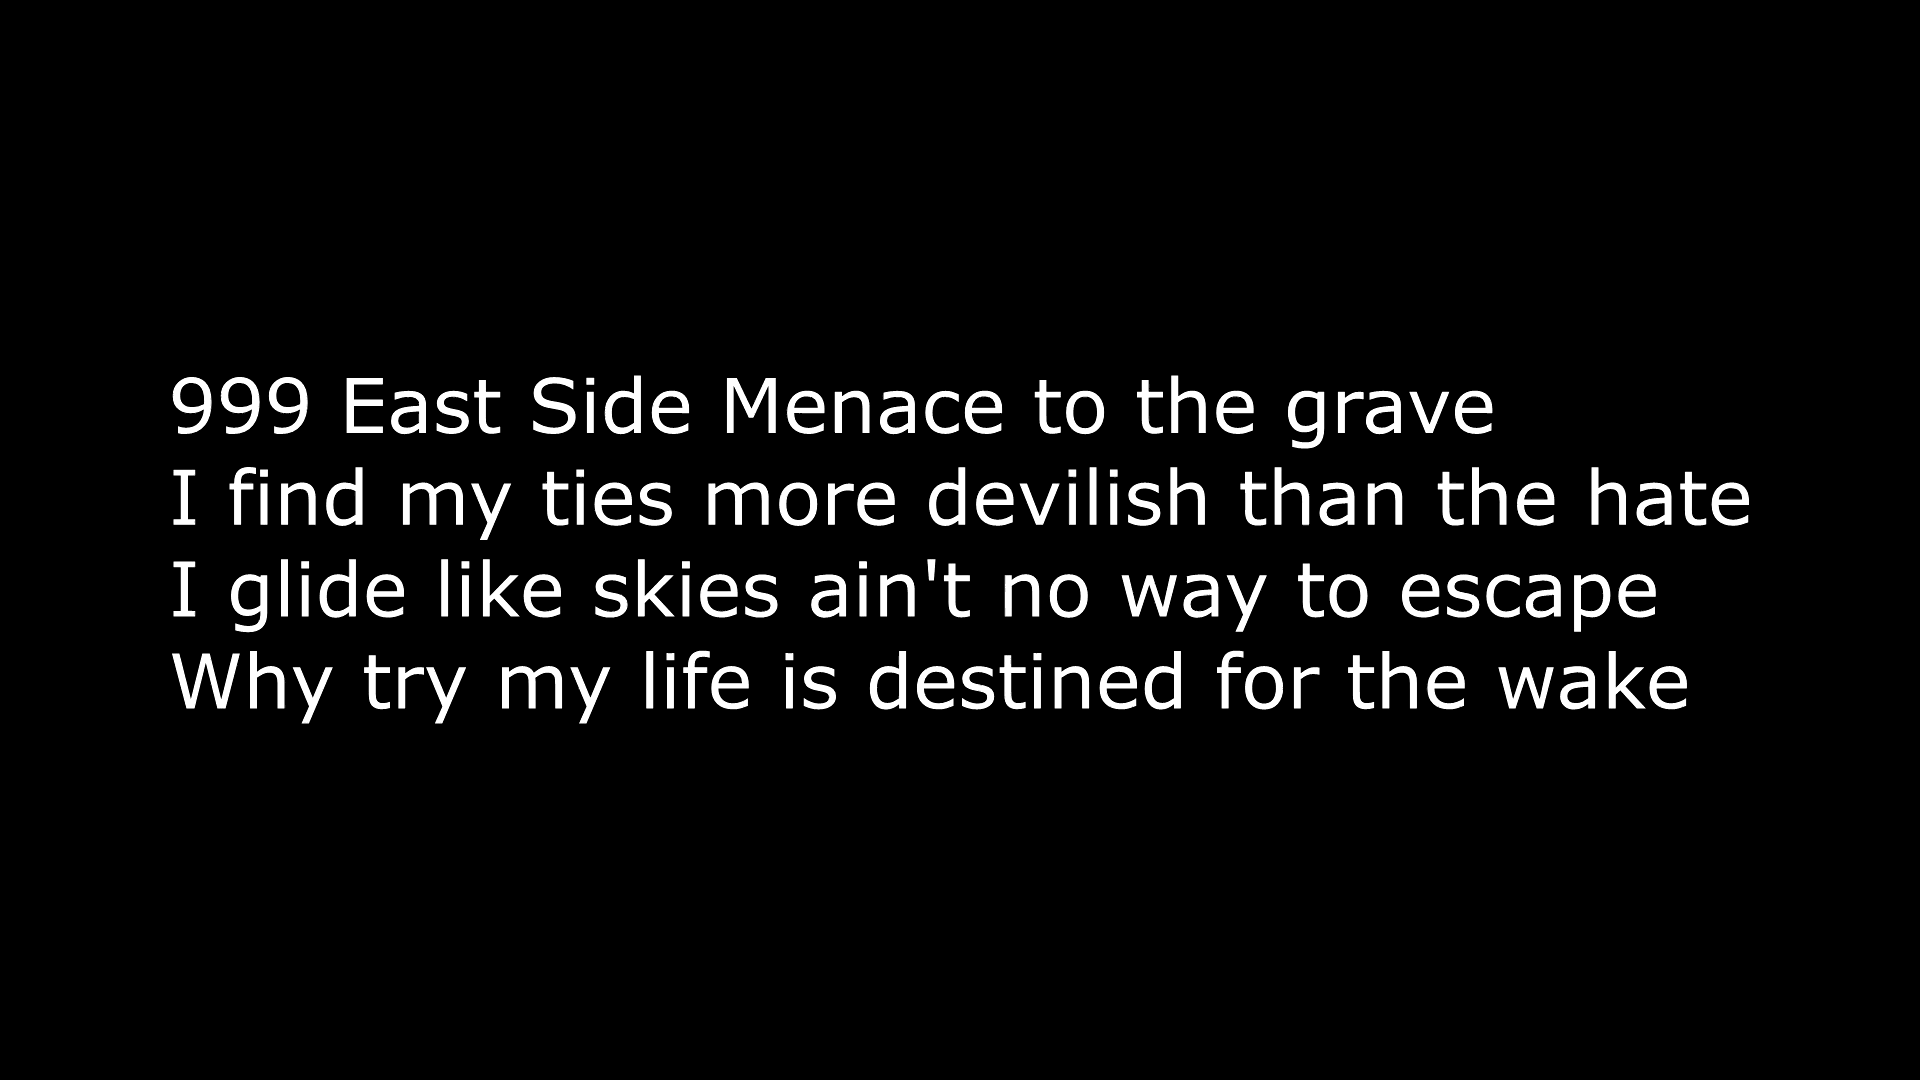 999 East Side Menace to the grave
I find my ties more devilish than the hate
I glide like skies ain't no way to escape
Why try my life is destined for the wake